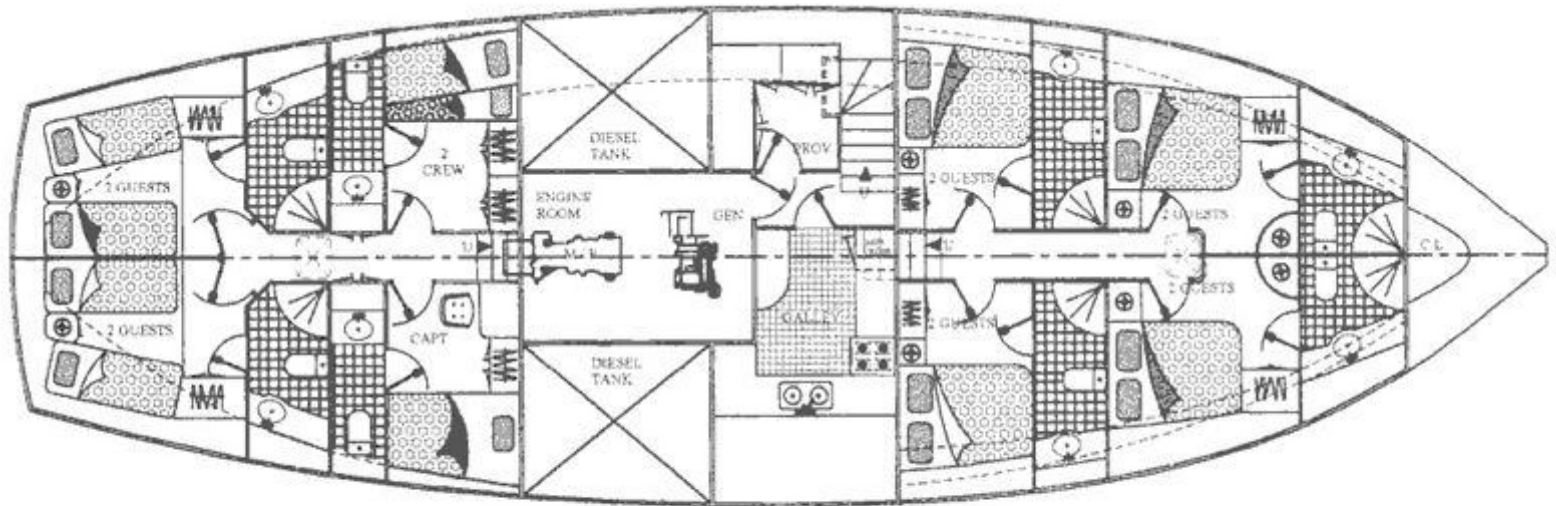 2 GUESTS
2 GUESTS
2
CREW
CAPT
U
DIESEL
TANK
ENGINE
ROOM
M.E.
GEN
DIESEL
TANK
PROV
U
GALLEY
U
2 GUESTS
2 GUESTS
2 GUESTS
2 GUESTS
C.L